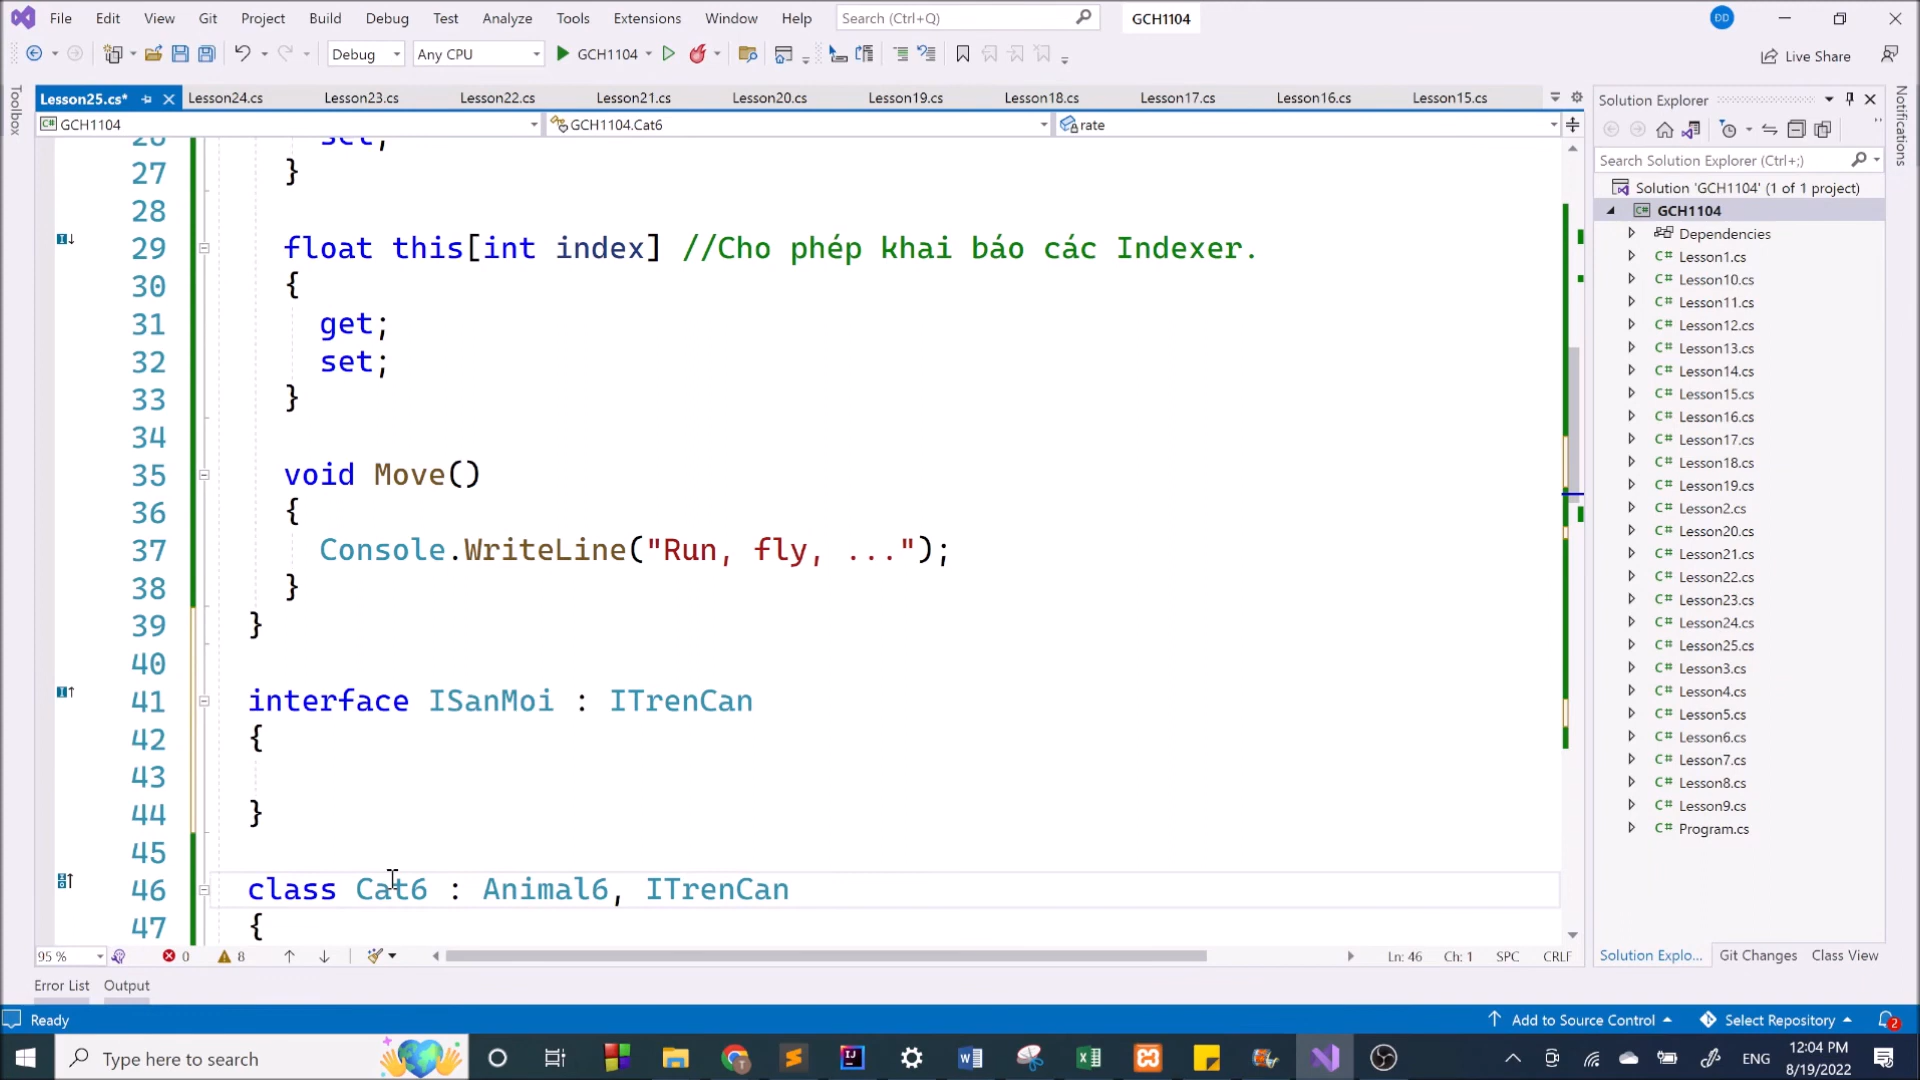 File Edit View Git Project Build Debug Test Analyze Tools Extensions Window Help Search (Ctrl+Q) GCH1104 ĐD
Debug Any CPU GCH1104 Live Share
Toolbox
Lesson25.cs* Lesson24.cs Lesson23.cs Lesson22.cs Lesson21.cs Lesson20.cs Lesson19.cs Lesson18.cs Lesson17.cs Lesson16.cs Lesson15.cs
GCH1104 GCH1104.Cat6 rate
26 set;
27 }
28
29 float this[int index] //Cho phép khai báo các Indexer.
30 {
31 get;
32 set;
33 }
34
35 void Move()
36 {
37 Console.WriteLine("Run, fly, ...");
38 }
39 }
40
41 interface ISanMoi : ITrenCan
42 {
43
44 }
45
46 class Cat6 : Animal6, ITrenCan
47 {
95 % 0 8 Ln: 46 Ch: 1 SPC CRLF
Error List Output
Solution Explorer
Search Solution Explorer (Ctrl+;)
Solution 'GCH1104' (1 of 1 project)
C# GCH1104
Dependencies
C# Lesson1.cs
C# Lesson10.cs
C# Lesson11.cs
C# Lesson12.cs
C# Lesson13.cs
C# Lesson14.cs
C# Lesson15.cs
C# Lesson16.cs
C# Lesson17.cs
C# Lesson18.cs
C# Lesson19.cs
C# Lesson2.cs
C# Lesson20.cs
C# Lesson21.cs
C# Lesson22.cs
C# Lesson23.cs
C# Lesson24.cs
C# Lesson25.cs
C# Lesson3.cs
C# Lesson4.cs
C# Lesson5.cs
C# Lesson6.cs
C# Lesson7.cs
C# Lesson8.cs
C# Lesson9.cs
C# Program.cs
Solution Explo... Git Changes Class View
Notifications
Ready Add to Source Control Select Repository 2
Type here to search ENG 12:04 PM
8/19/2022